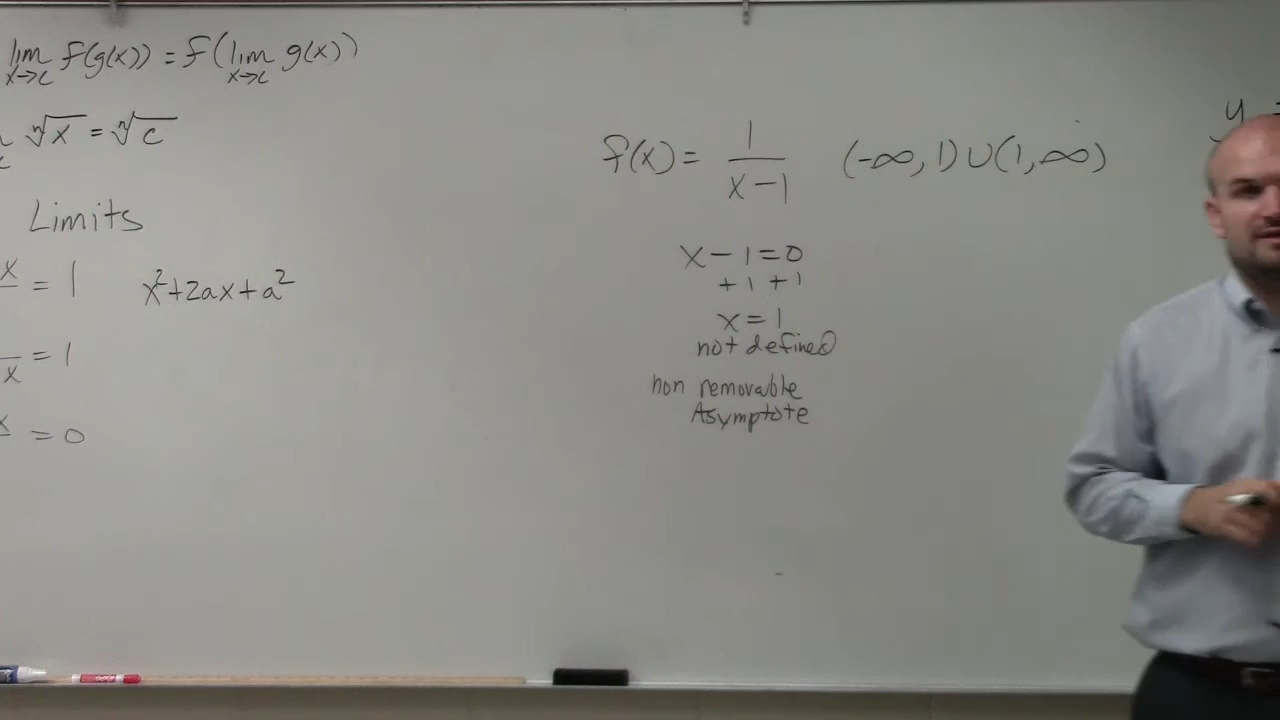 lim x→c f(g(x)) = f(lim x→c g(x))
ⁿ√x = ⁿ√c
Limits
x = 1
x²+2ax+a²
x = 1
= 0
f(x) = 1/(x−1) (-∞, 1) ∪ (1, ∞)
x − 1 = 0
+1 +1
x = 1
not defined
non removable
Asymptote
y =
EXPO